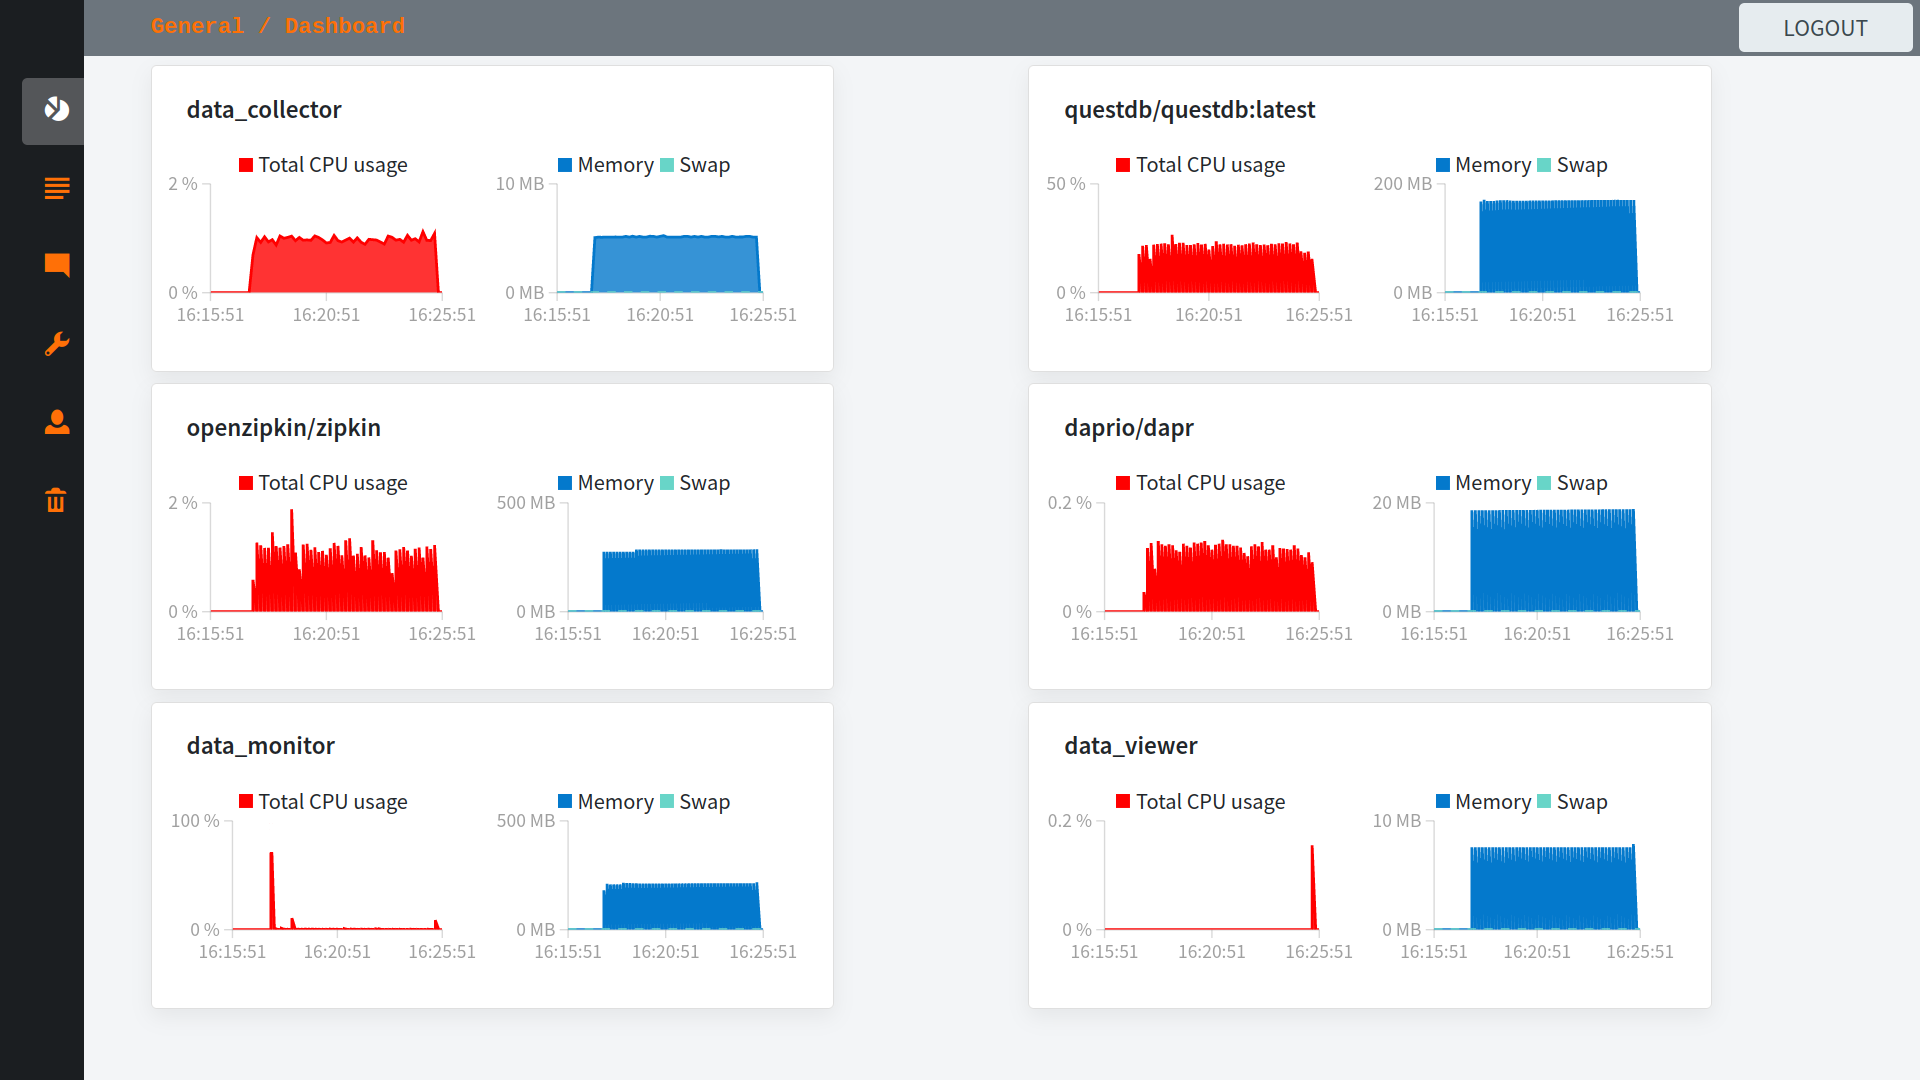 General / Dashboard
LOGOUT
data_collector
Total CPU usage
2 %
0 %
16:15:51 16:20:51 16:25:51
Memory Swap
10 MB
0 MB
16:15:51 16:20:51 16:25:51
questdb/questdb:latest
Total CPU usage
50 %
0 %
16:15:51 16:20:51 16:25:51
Memory Swap
200 MB
0 MB
16:15:51 16:20:51 16:25:51
openzipkin/zipkin
Total CPU usage
2 %
0 %
16:15:51 16:20:51 16:25:51
Memory Swap
500 MB
0 MB
16:15:51 16:20:51 16:25:51
daprio/dapr
Total CPU usage
0.2 %
0 %
16:15:51 16:20:51 16:25:51
Memory Swap
20 MB
0 MB
16:15:51 16:20:51 16:25:51
data_monitor
Total CPU usage
100 %
0 %
16:15:51 16:20:51 16:25:51
Memory Swap
500 MB
0 MB
16:15:51 16:20:51 16:25:51
data_viewer
Total CPU usage
0.2 %
0 %
16:15:51 16:20:51 16:25:51
Memory Swap
10 MB
0 MB
16:15:51 16:20:51 16:25:51